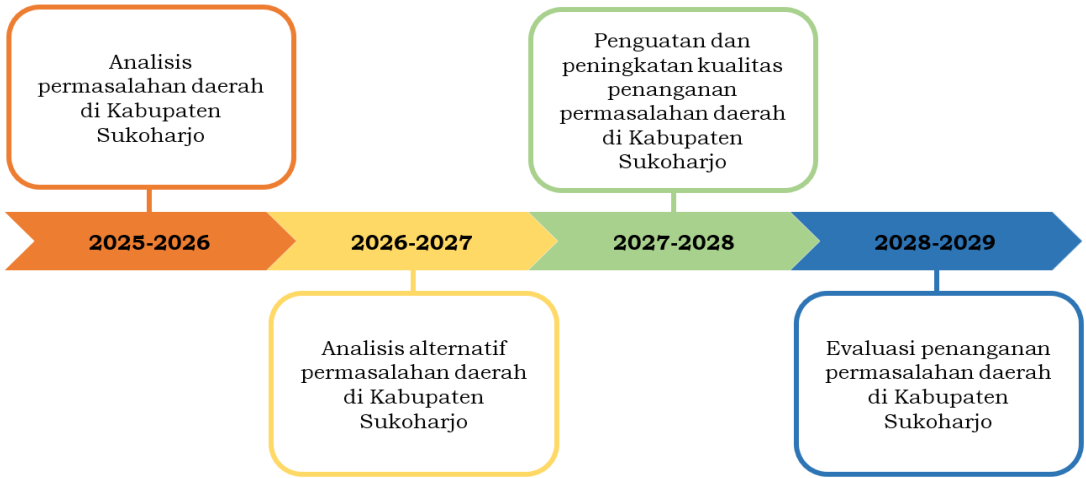 Analisis
permasalahan daerah
di Kabupaten
Sukoharjo
Penguatan dan
peningkatan kualitas
penanganan
permasalahan daerah
di Kabupaten
Sukoharjo
2025-2026
2026-2027
2027-2028
2028-2029
Analisis alternatif
permasalahan daerah
di Kabupaten
Sukoharjo
Evaluasi penanganan
permasalahan daerah
di Kabupaten
Sukoharjo